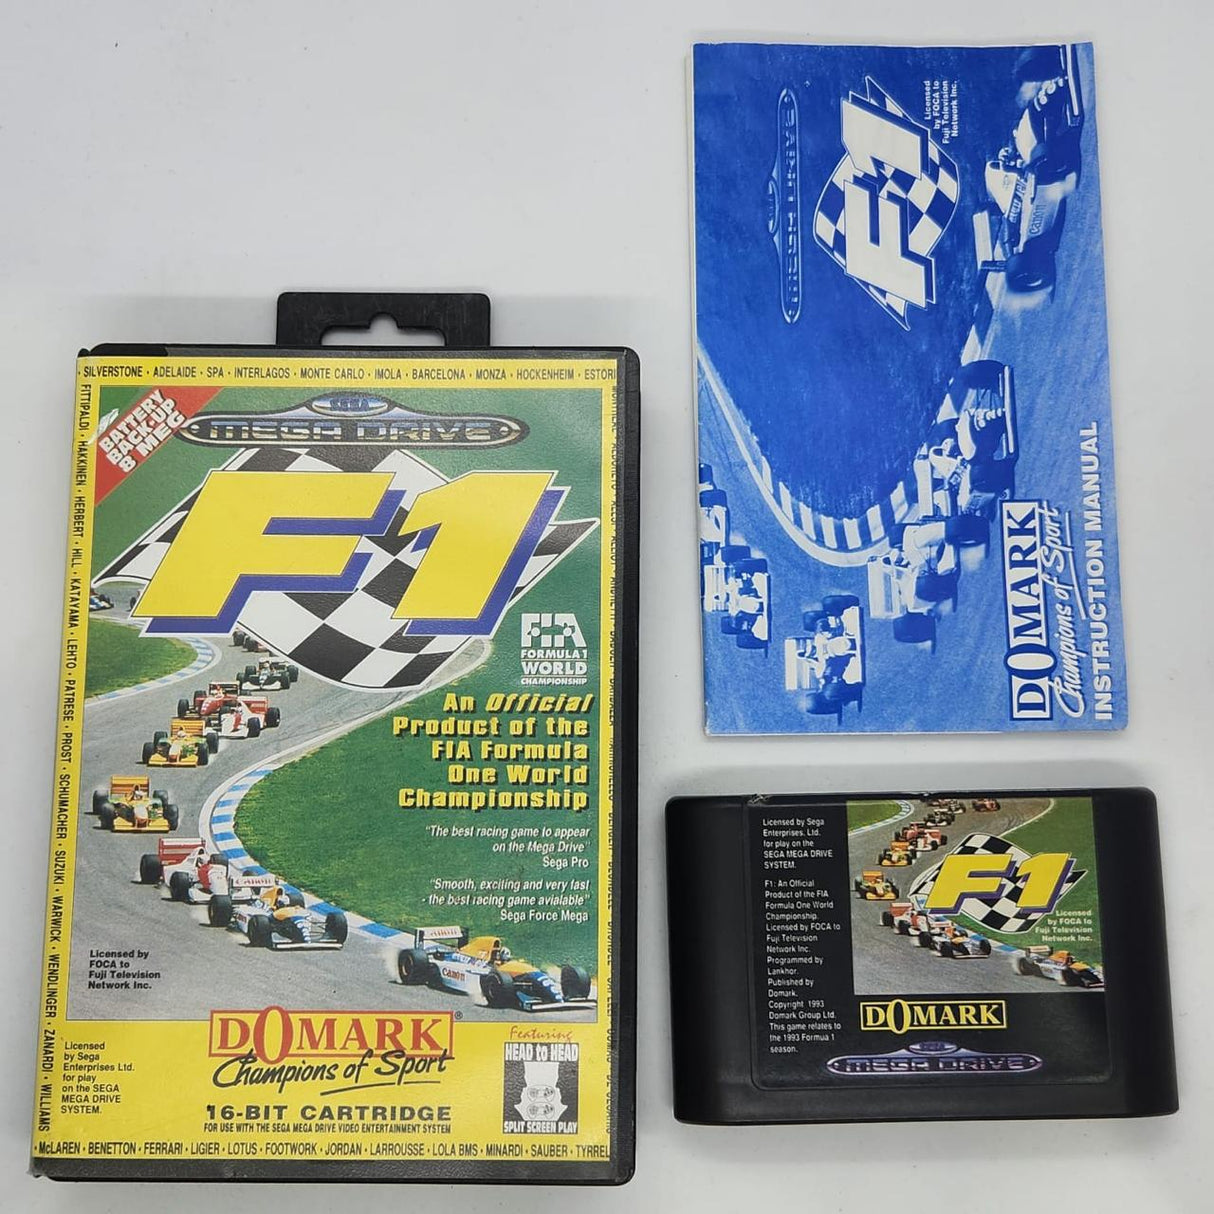 SILVERSTONE · ADELAIDE · SPA · INTERLAGOS · MONTE CARLO · IMOLA · BARCELONA · MONZA · HOCKENHEIM · ESTORI
FITTIPALDI · HAKKINEN · HERBERT · HILL · KATAYAMA · LEHTO · PATRESE · PROST · SCHUMACHER · SUZUKI · WARWICK · WENDLINGER · ZANARDI · WILLIAMS
BATTERY
BACK-UP
8 MEG
SEGA
MEGA DRIVE
F1
FIA
FORMULA 1
WORLD
CHAMPIONSHIP
An Official
Product of the
FIA Formula
One World
Championship
"The best racing game to appear
on the Mega Drive"
Sega Pro
"Smooth, exciting and very fast
- the best racing game avialable"
Sega Force Mega
Canon
Canon
Licensed by
FOCA to
Fuji Television
Network Inc.
Licensed
by Sega
Enterprises Ltd.
for play
on the SEGA
MEGA DRIVE
SYSTEM.
DOMARK®
Champions of Sport
16-BIT CARTRIDGE
FOR USE WITH THE SEGA MEGA DRIVE VIDEO ENTERTAINMENT SYSTEM
Featuring
HEAD to HEAD
SPLIT SCREEN PLAY
McLAREN · BENETTON · FERRARI · LIGIER · LOTUS · FOOTWORK · JORDAN · LARROUSSE · LOLA BMS · MINARDI · SAUBER · TYRREL
MEGA DRIVE
F1
Licensed
by FOCA to
Fuji Television
Network Inc.
Canon
DOMARK
Champions of Sport
INSTRUCTION MANUAL
Licensed by Sega
Enterprises. Ltd.
for play on the
SEGA MEGA DRIVE
SYSTEM.
F1: An Official
Product of the FIA
Formula One World
Championship.
Licensed by FOCA to
Fuji Television
Network Inc.
Programmed by
Lankhor.
Published by
Domark.
Copyright 1993
Domark Group Ltd.
This game relates to
the 1993 Formua 1
season.
F1
Licensed
by FOCA to
Fuji Television
Network Inc.
DOMARK
SEGA
MEGA DRIVE